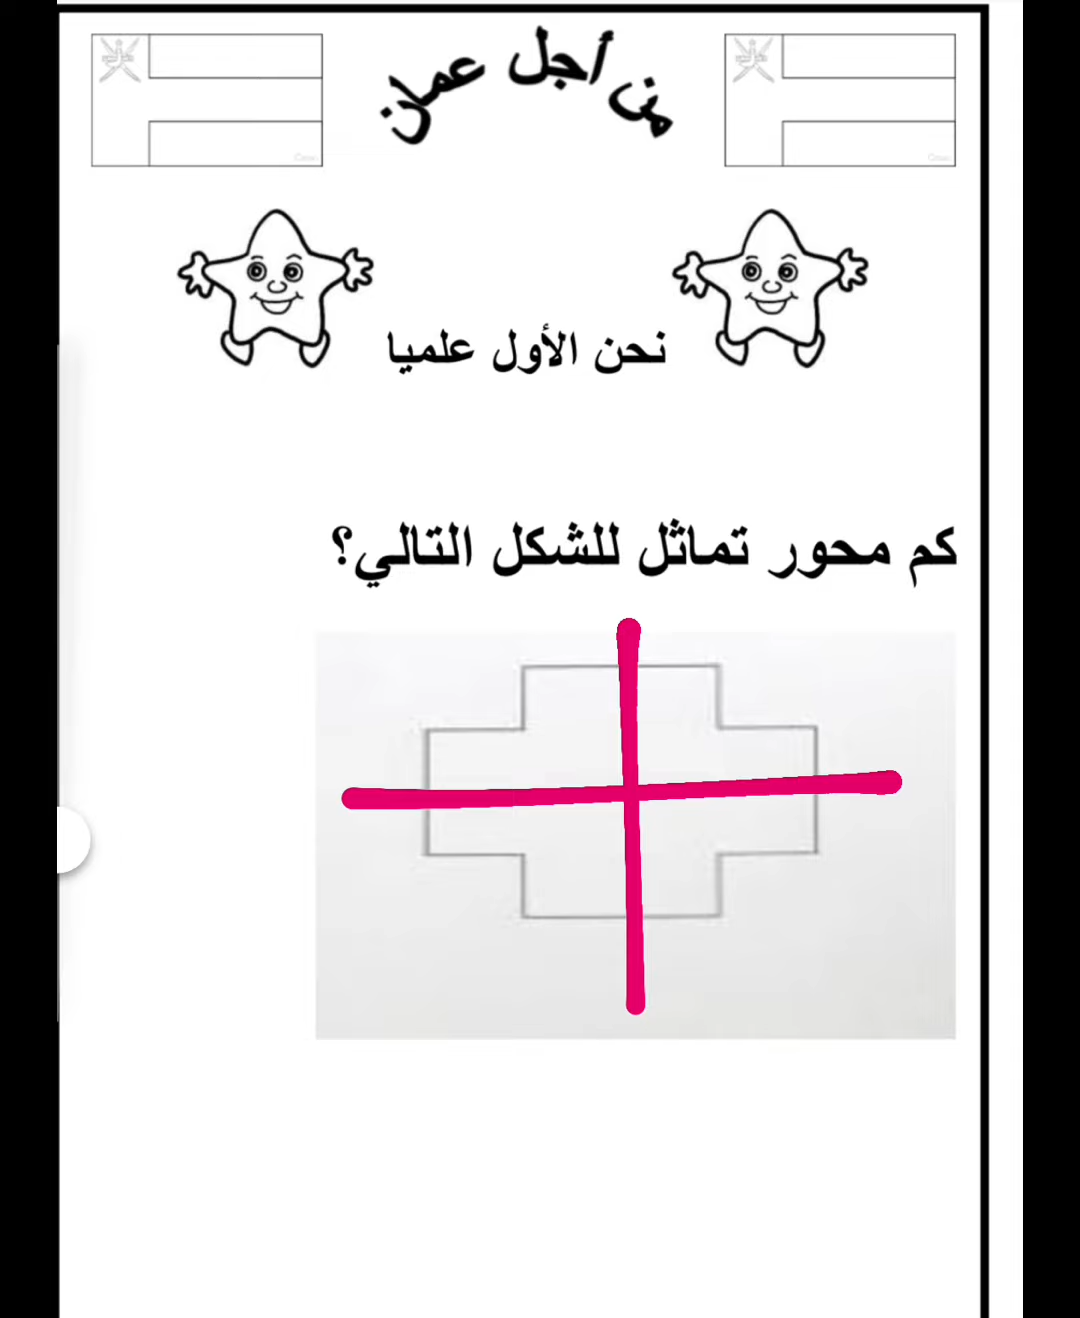 من أجل عمان
نحن الأول علميا
كم محور تماثل للشكل التالي؟